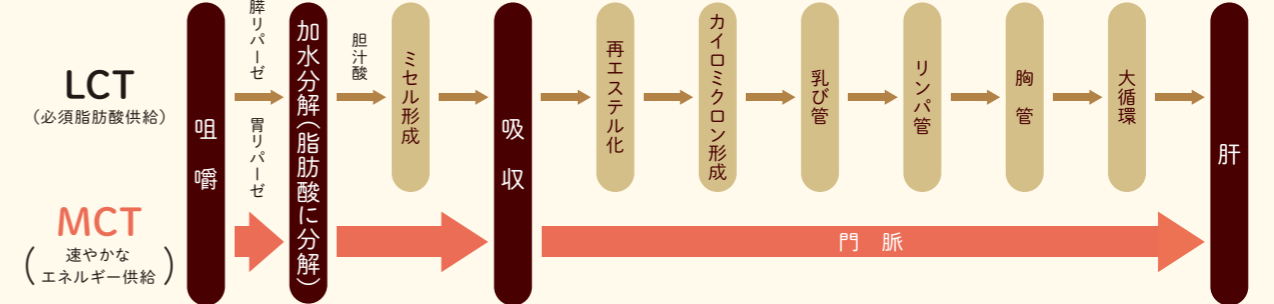 LCT
（必須脂肪酸供給）
MCT
（速やかな
エネルギー供給）
咀嚼
膵リパーゼ
胃リパーゼ
加水分解（脂肪酸に分解）
胆汁酸
ミセル形成
吸収
再エステル化
カイロミクロン形成
乳び管
リンパ管
胸管
大循環
門脈
肝